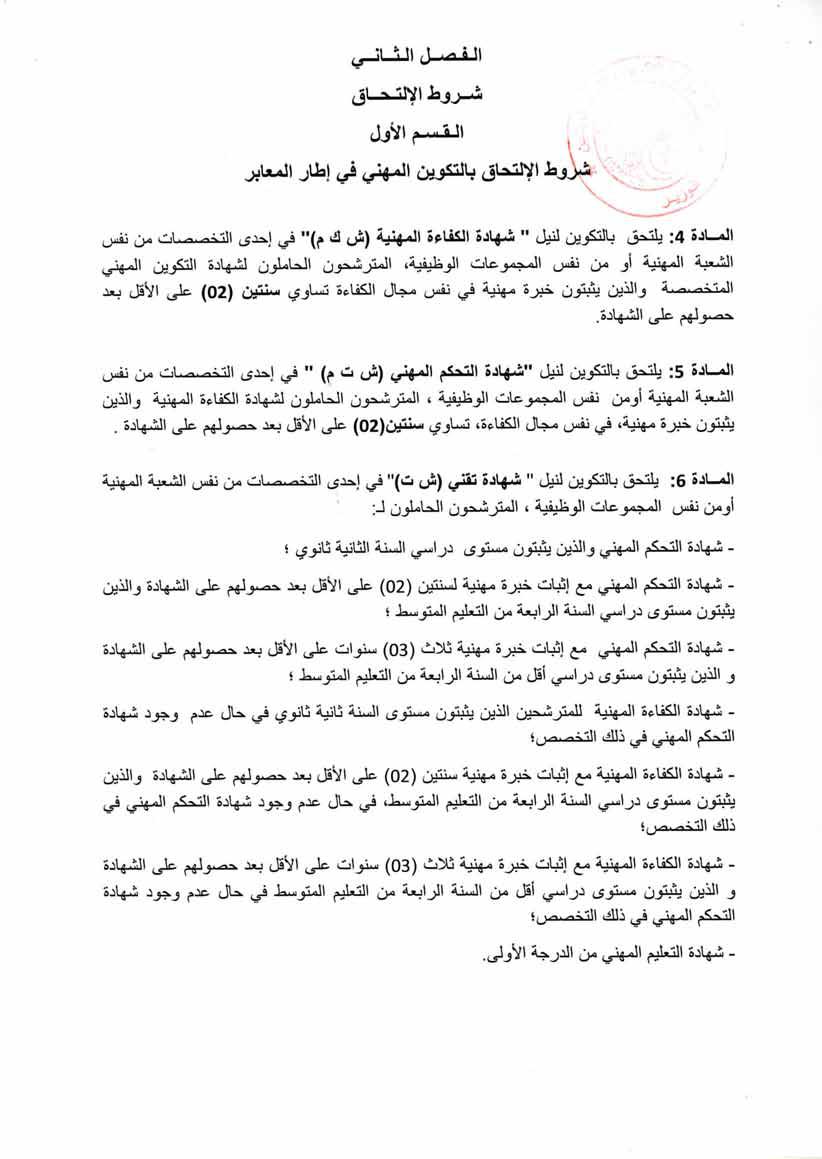 الـفـصـل الـثـانـي
شـروط الإلـتـحـاق
الـقـسـم الأول
شروط الإلتحاق بالتكوين المهني في إطار المعابر
المــادة 4: يلتحق بالتكوين لنيل " شهادة الكفاءة المهنية (ش ك م)" في إحدى التخصصات من نفس
الشعبة المهنية أو من نفس المجموعات الوظيفية، المترشحون الحاملون لشهادة التكوين المهني
المتخصصة والذين يثبتون خبرة مهنية في نفس مجال الكفاءة تساوي سنتين (02) على الأقل بعد
حصولهم على الشهادة.
المــادة 5: يلتحق بالتكوين لنيل "شهادة التحكم المهني (ش ت م) " في إحدى التخصصات من نفس
الشعبة المهنية أومن نفس المجموعات الوظيفية ، المترشحون الحاملون لشهادة الكفاءة المهنية والذين
يثبتون خبرة مهنية، في نفس مجال الكفاءة، تساوي سنتين(02) على الأقل بعد حصولهم على الشهادة .
المــادة 6: يلتحق بالتكوين لنيل " شهادة تقني (ش ت)" في إحدى التخصصات من نفس الشعبة المهنية
أومن نفس المجموعات الوظيفية ، المترشحون الحاملون لـ:
- شهادة التحكم المهني والذين يثبتون مستوى دراسي السنة الثانية ثانوي ؛
- شهادة التحكم المهني مع إثبات خبرة مهنية لسنتين (02) على الأقل بعد حصولهم على الشهادة والذين
يثبتون مستوى دراسي السنة الرابعة من التعليم المتوسط ؛
- شهادة التحكم المهني مع إثبات خبرة مهنية ثلاث (03) سنوات على الأقل بعد حصولهم على الشهادة
و الذين يثبتون مستوى دراسي أقل من السنة الرابعة من التعليم المتوسط ؛
- شهادة الكفاءة المهنية للمترشحين الذين يثبتون مستوى السنة ثانية ثانوي في حال عدم وجود شهادة
التحكم المهني في ذلك التخصص؛
- شهادة الكفاءة المهنية مع إثبات خبرة مهنية سنتين (02) على الأقل بعد حصولهم على الشهادة والذين
يثبتون مستوى دراسي السنة الرابعة من التعليم المتوسط، في حال عدم وجود شهادة التحكم المهني في
ذلك التخصص؛
- شهادة الكفاءة المهنية مع إثبات خبرة مهنية ثلاث (03) سنوات على الأقل بعد حصولهم على الشهادة
و الذين يثبتون مستوى دراسي أقل من السنة الرابعة من التعليم المتوسط في حال عدم وجود شهادة
التحكم المهني في ذلك التخصص؛
- شهادة التعليم المهني من الدرجة الأولى.